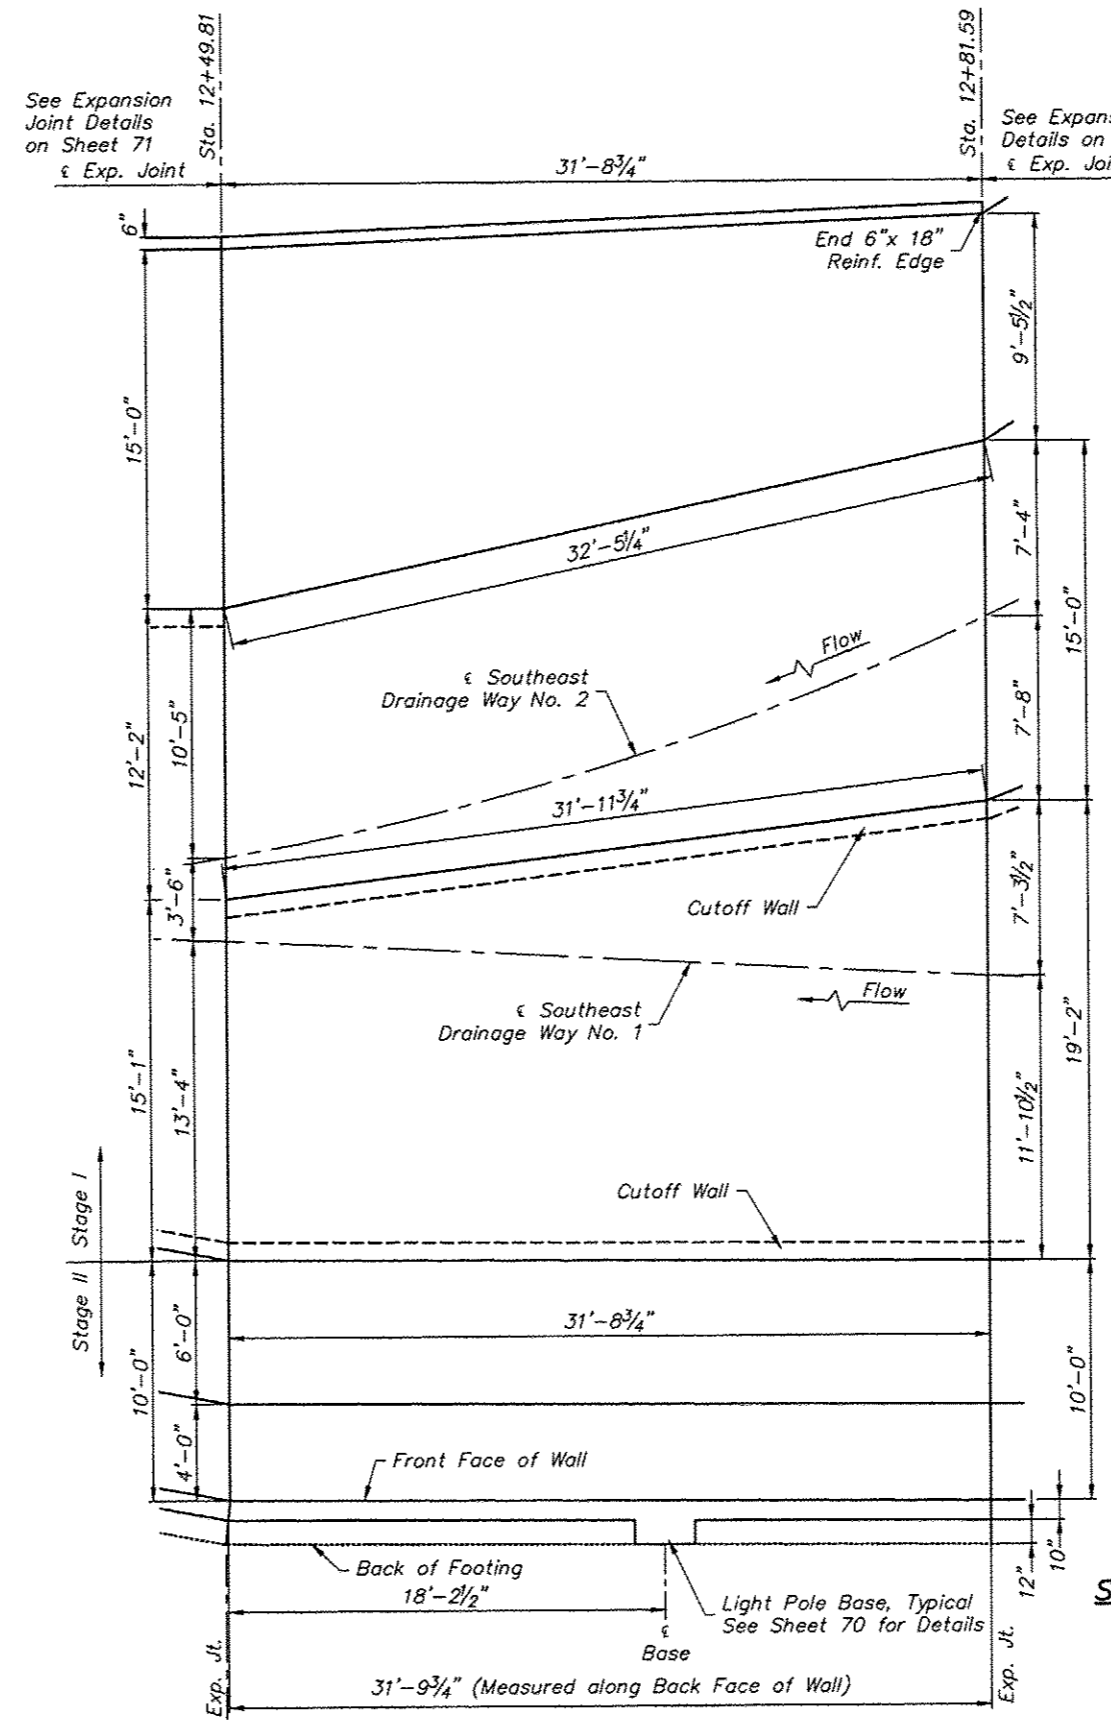 Sta. 12+49.81
Sta. 12+81.59
See Expansion
Joint Details
on Sheet 71
℄ Exp. Joint
31'-8¾"
Details on
6"
End 6"x 18"
Reinf. Edge
9'-5½"
15'-0"
32'-5¼"
7'-4"
15'-0"
Flow
℄ Southeast
Drainage Way No. 2
7'-8"
12'-2"
10'-5"
31'-11¾"
3'-6"
Cutoff Wall
7'-3½"
Flow
℄ Southeast
Drainage Way No. 1
19'-2"
15'-1"
13'-4"
11'-10½"
Cutoff Wall
Stage I
Stage II
31'-8¾"
6'-0"
10'-0"
10'-0"
4'-0"
Front Face of Wall
Back of Footing
12"
10"
18'-2½"
Light Pole Base, Typical
See Sheet 70 for Details
℄
Base
Exp. Jt.
Exp. Jt.
31'-9¾" (Measured along Back Face of Wall)